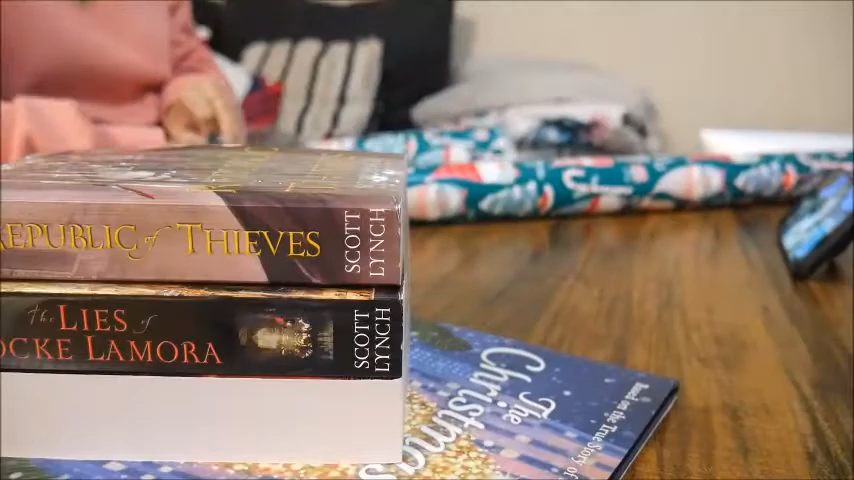 REPUBLIC of THIEVES
SCOTT
LYNCH
The LIES of
LOCKE LAMORA
SCOTT
LYNCH
The
Christmas
Based on the True
Story of